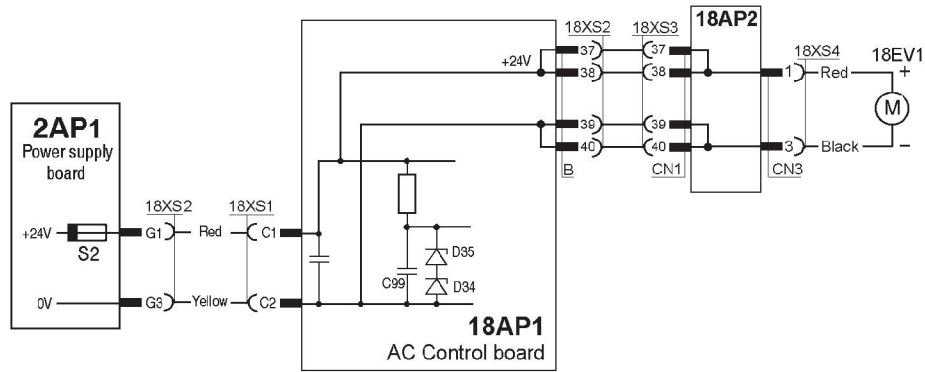 18AP2
18XS2
18XS3
18XS4
18EV1
37
37
+24V
38
38
1
Red
+
M
39
39
40
40
3
Black
−
B
CN1
CN3
2AP1
Power supply
board
18XS2
18XS1
+24V
S2
G1
Red
C1
D35
C99
D34
0V
G3
Yellow
C2
18AP1
AC Control board